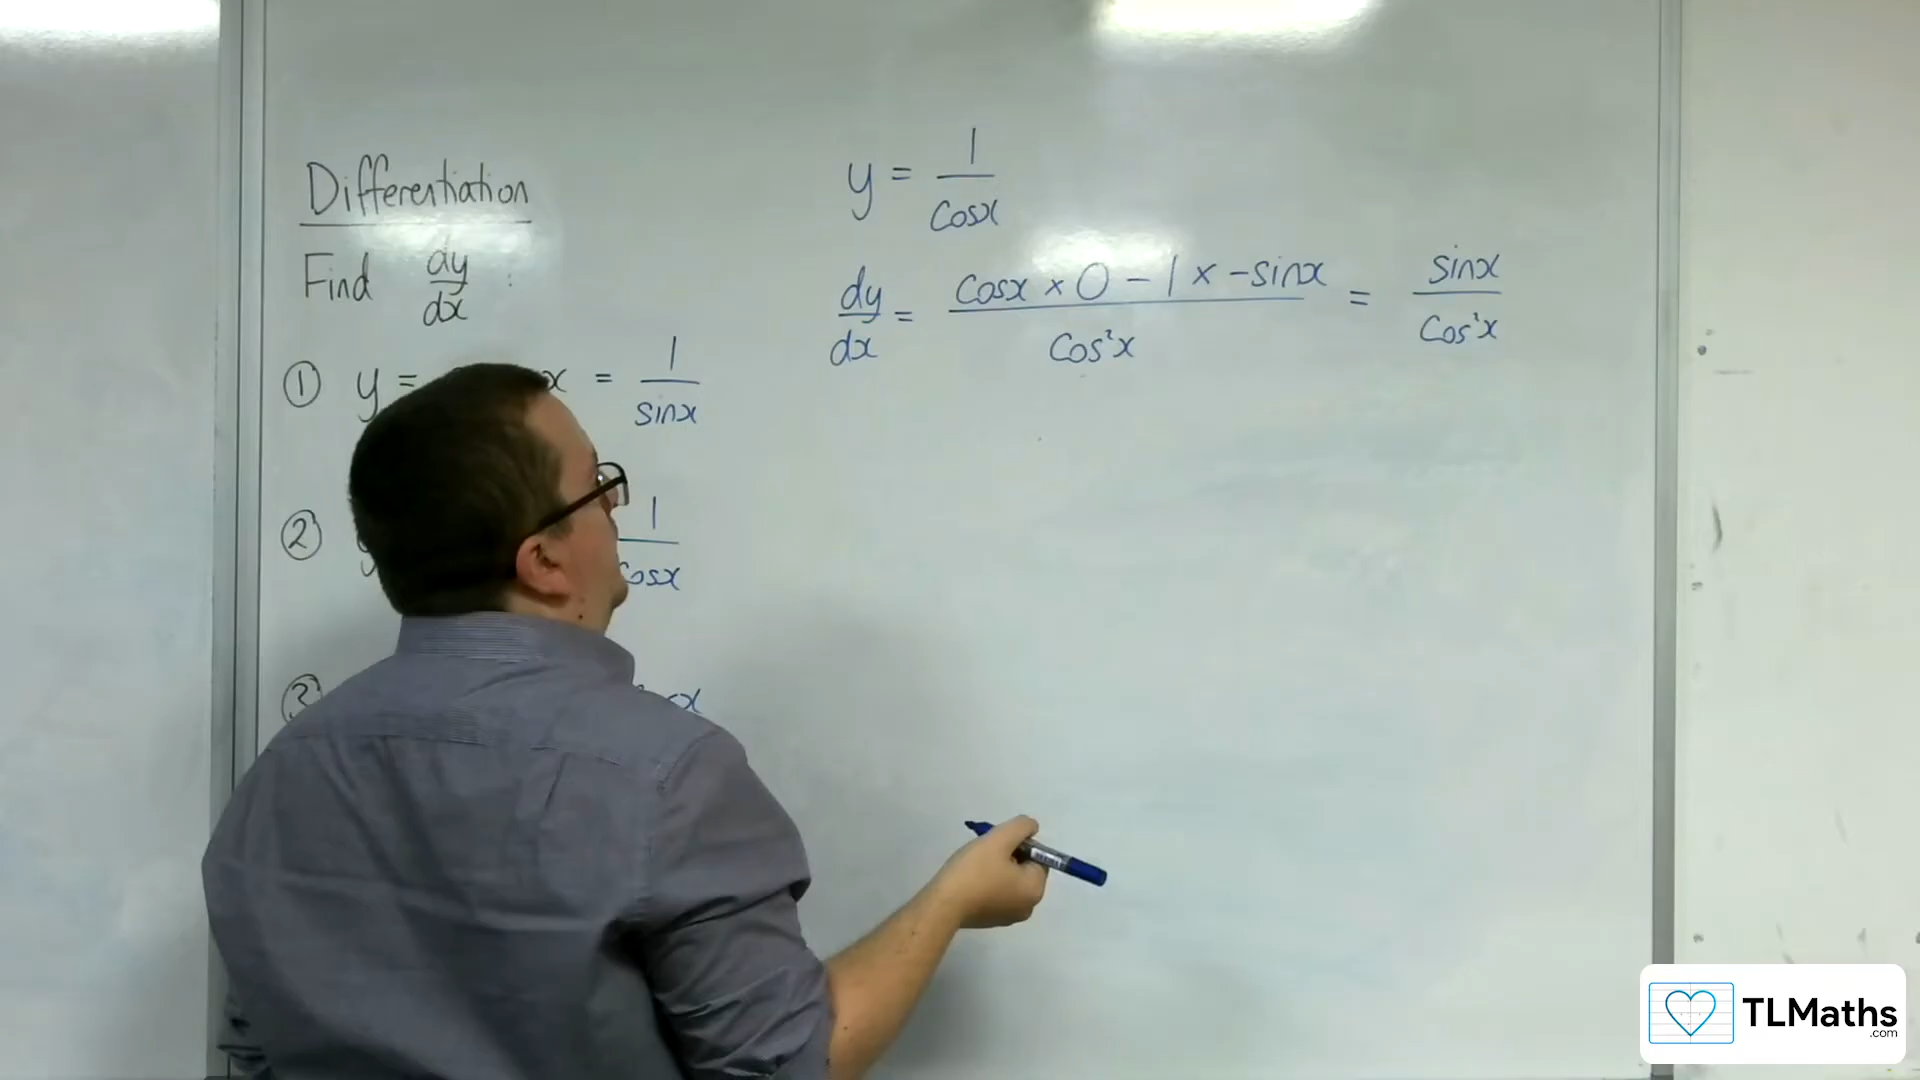 Differentiation
Find dy/dx :
① y = x = 1/sinx
② 1/cosx
③ x
y = 1/cosx
dy/dx = (cosx × 0 - 1 × -sinx)/cos²x = sinx/cos²x
TLMaths
.com